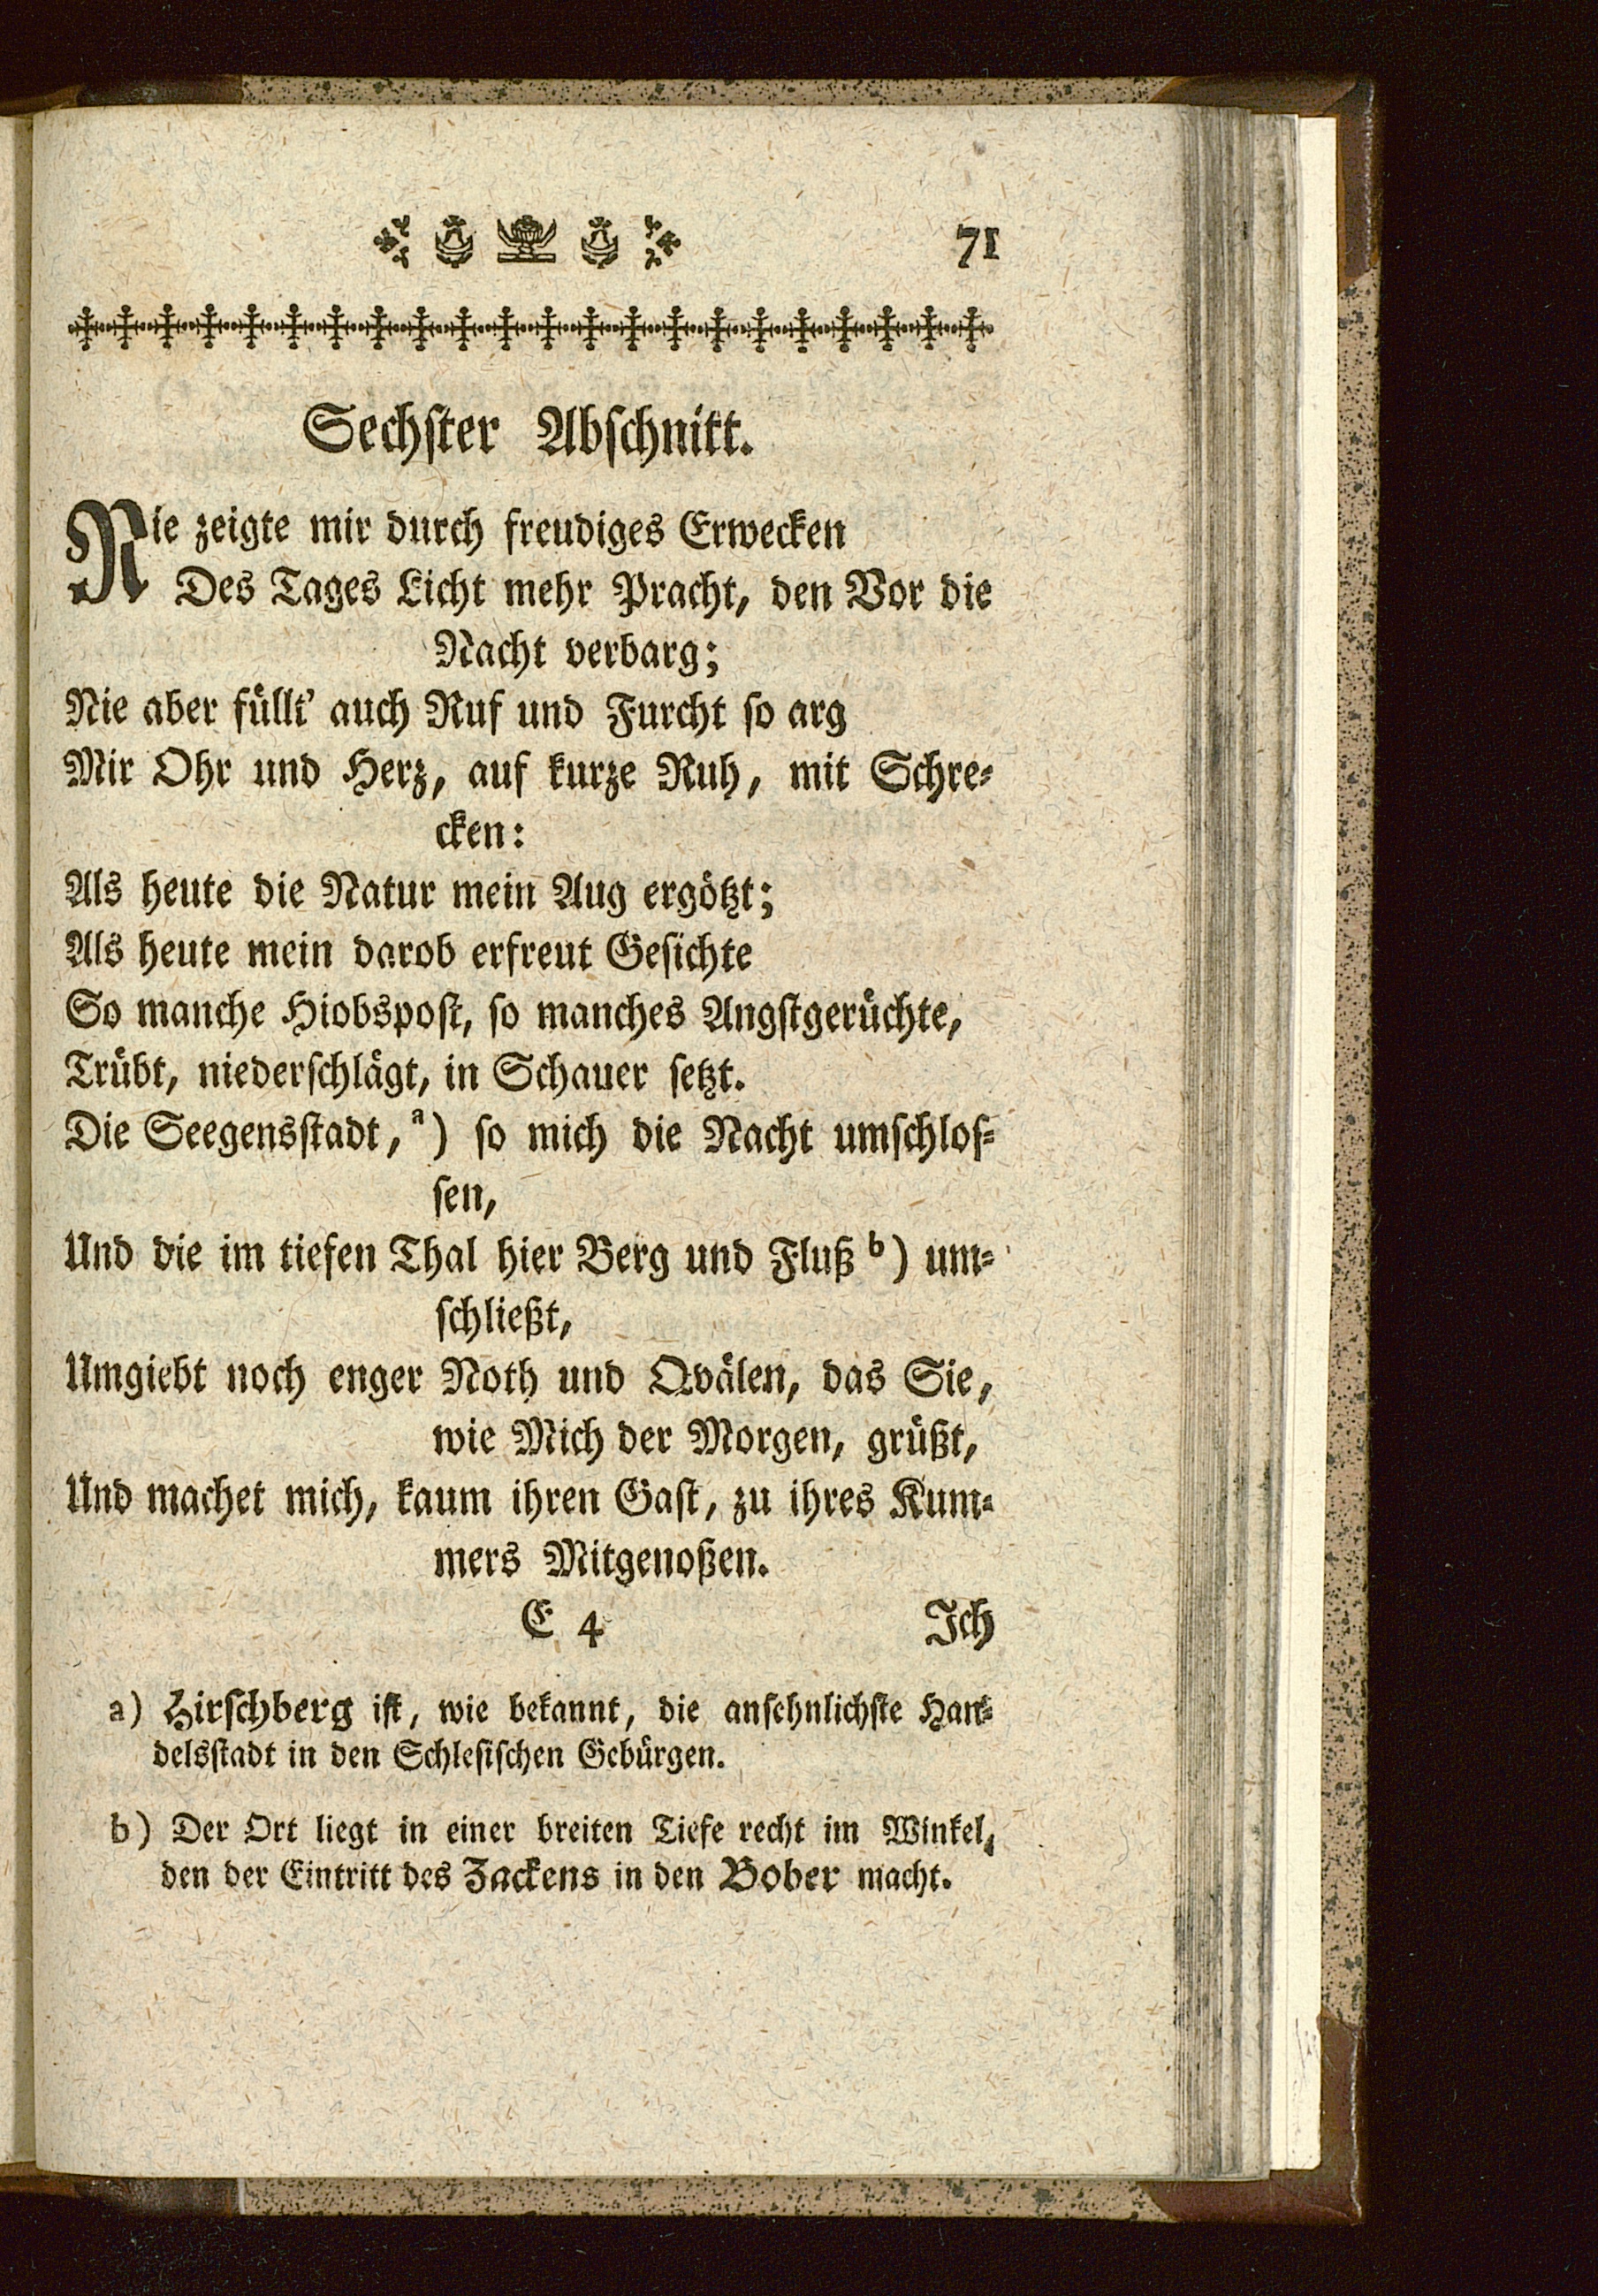 71
Sechster Abschnitt.
Nie zeigte mir durch freudiges Erwecken
Des Tages Licht mehr Pracht, den Vor die
Nacht verbarg;
Nie aber füllt' auch Ruf und Furcht so arg
Mir Ohr und Herz, auf kurze Ruh, mit Schre-
cken:
Als heute die Natur mein Aug ergötzt;
Als heute mein darob erfreut Gesichte
So manche Hiobspost, so manches Angstgerüchte,
Trübt, niederschlägt, in Schauer setzt.
Die Seegensstadt, a) so mich die Nacht umschlos-
sen,
Und die im tiefen Thal hier Berg und Fluß b) um-
schließt,
Umgiebt noch enger Noth und Qvälen, das Sie,
wie Mich der Morgen, grüßt,
Und machet mich, kaum ihren Gast, zu ihres Kum-
mers Mitgenoßen.
E 4 Ich
a) Hirschberg ist, wie bekannt, die ansehnlichste Han-
delsstadt in den Schlesischen Gebürgen.
b) Der Ort liegt in einer breiten Tiefe recht im Winkel,
den der Eintritt des Zackens in den Bober macht.